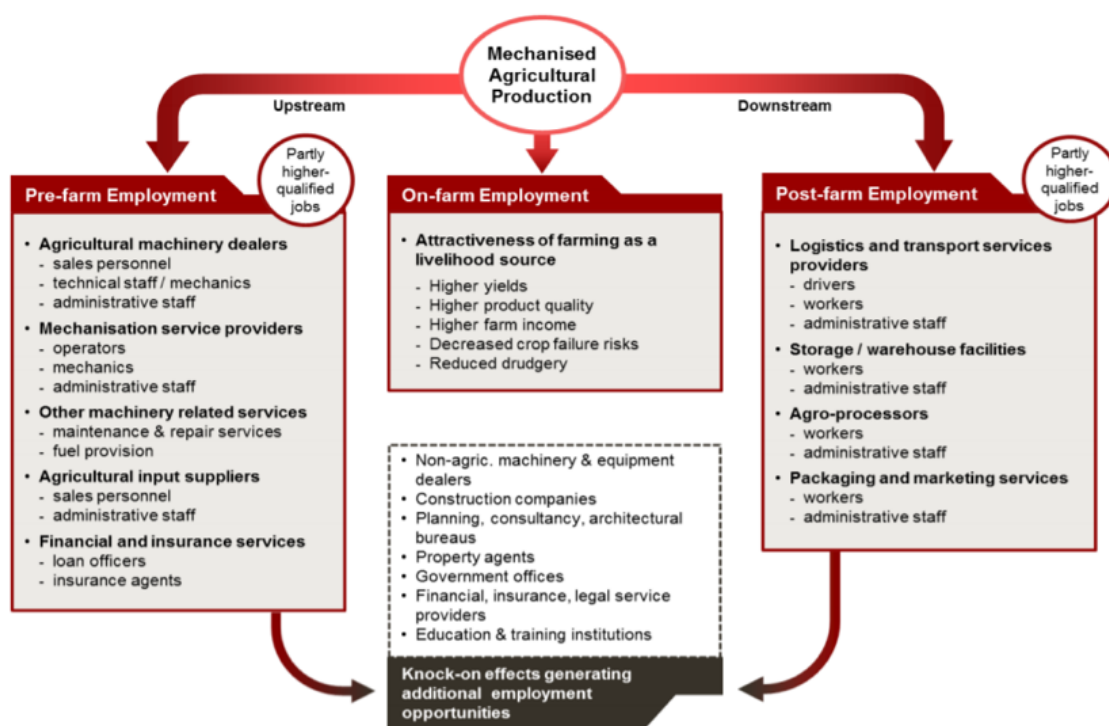 Mechanised
Agricultural
Production
Upstream
Downstream
Partly
higher-
qualified
jobs
Pre-farm Employment
• Agricultural machinery dealers
- sales personnel
- technical staff / mechanics
- administrative staff
• Mechanisation service providers
- operators
- mechanics
- administrative staff
• Other machinery related services
- maintenance & repair services
- fuel provision
• Agricultural input suppliers
- sales personnel
- administrative staff
• Financial and insurance services
- loan officers
- insurance agents
On-farm Employment
• Attractiveness of farming as a
livelihood source
- Higher yields
- Higher product quality
- Higher farm income
- Decreased crop failure risks
- Reduced drudgery
Partly
higher-
qualified
jobs
Post-farm Employment
• Logistics and transport services
providers
- drivers
- workers
- administrative staff
• Storage / warehouse facilities
- workers
- administrative staff
• Agro-processors
- workers
- administrative staff
• Packaging and marketing services
- workers
- administrative staff
• Non-agric. machinery & equipment
dealers
• Construction companies
• Planning, consultancy, architectural
bureaus
• Property agents
• Government offices
• Financial, insurance, legal service
providers
• Education & training institutions
Knock-on effects generating
additional employment
opportunities